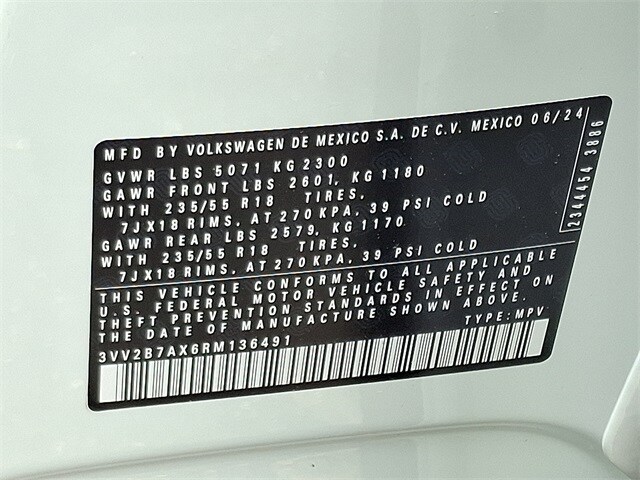 MFD BY VOLKSWAGEN DE MEXICO S.A. DE C.V. MEXICO 06/24
GVWR LBS 5071 KG 2300
GAWR FRONT LBS 2601, KG 1180
WITH 235/55 R18 TIRES,
7JX18 RIMS, AT 270 KPA, 39 PSI COLD
GAWR REAR LBS 2579, KG 1170
WITH 235/55 R18 TIRES,
7JX18 RIMS, AT 270 KPA, 39 PSI COLD
THIS VEHICLE CONFORMS TO ALL APPLICABLE
U.S. FEDERAL MOTOR VEHICLE SAFETY AND
THEFT PREVENTION STANDARDS IN EFFECT ON
THE DATE OF MANUFACTURE SHOWN ABOVE.
3VV2B7AX6RM136491 TYPE: MPV
2344454 3886